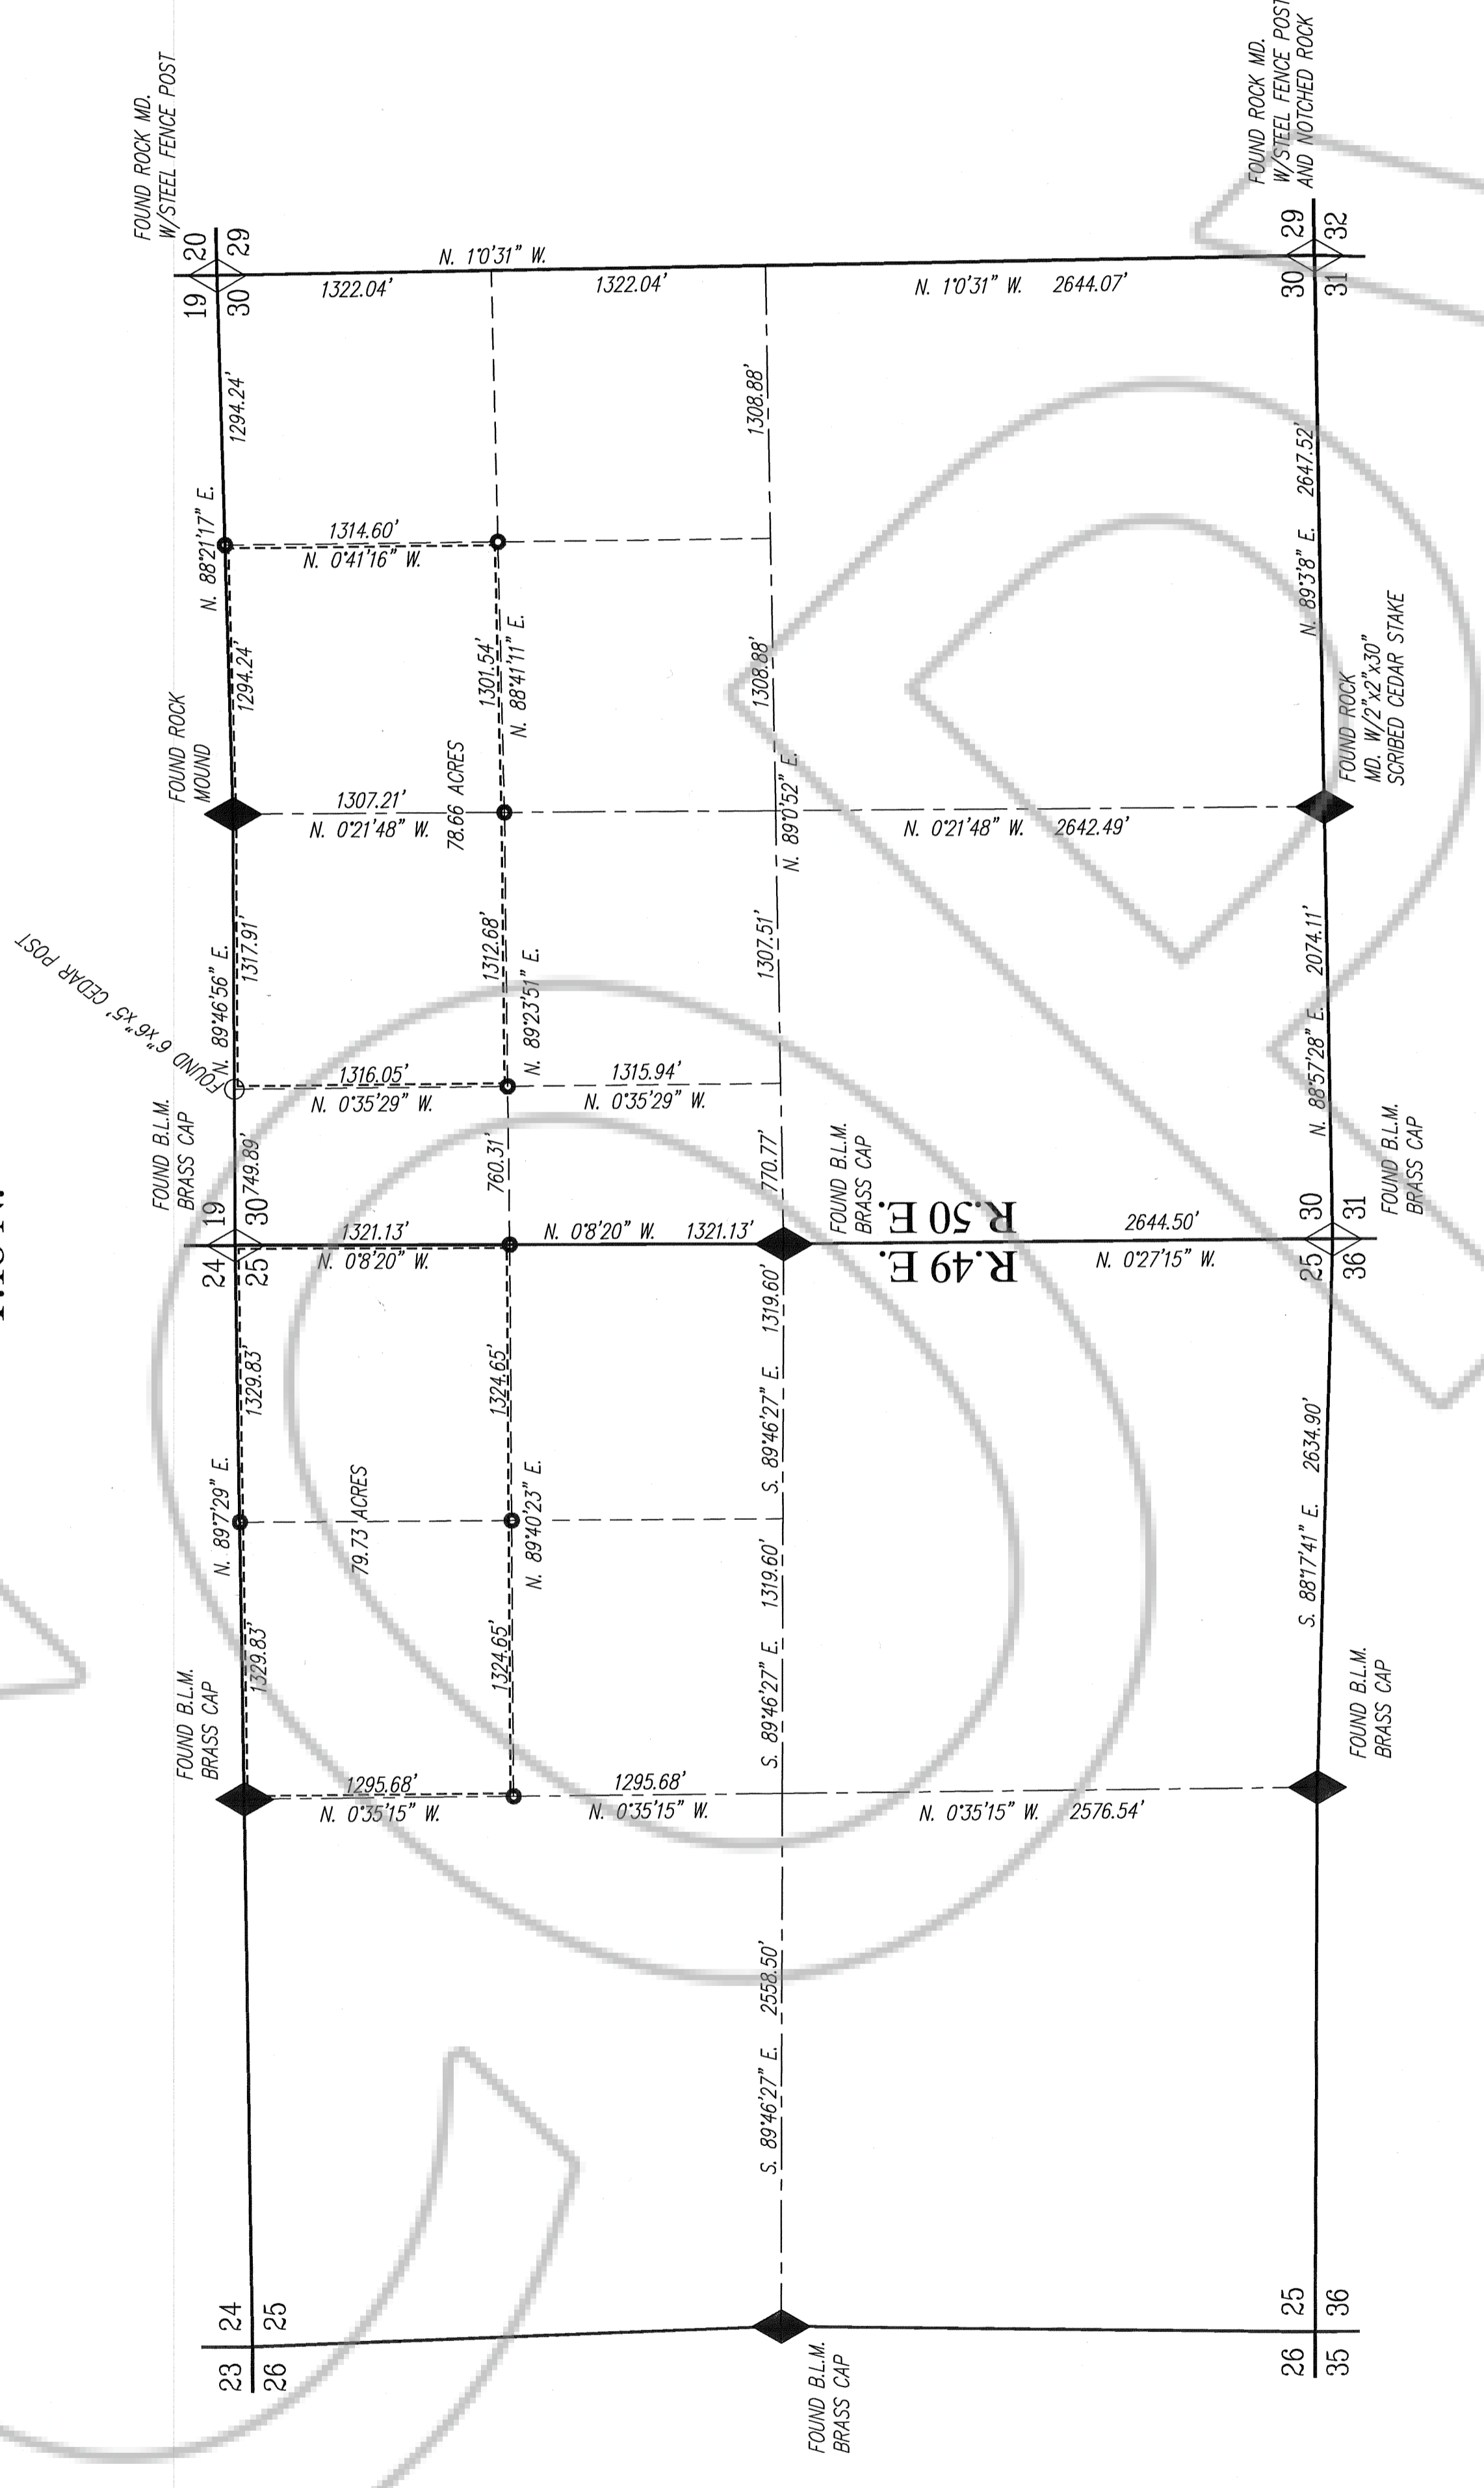 FOUND ROCK MD.
W/STEEL FENCE POST
19
20
30
29
FOUND ROCK MD.
W/STEEL FENCE POST
AND NOTCHED ROCK
30
29
31
32
N. 1°0'31" W.
1322.04'
1322.04'
N. 1°0'31" W. 2644.07'
1294.24'
N. 88°21'17" E.
1294.24'
1314.60'
N. 0°41'16" W.
1301.54'
N. 88°41'11" E.
1308.88'
1308.88'
N. 89°0'52" E.
N. 89°3'8" E. 2647.52'
FOUND ROCK
MOUND
1307.21'
N. 0°21'48" W.
78.66 ACRES
N. 0°21'48" W. 2642.49'
FOUND ROCK
MD. W/2"x2"x30"
SCRIBED CEDAR STAKE
FOUND 6"x6"x5' CEDAR POST
N. 89°46'56" E.
1317.91'
1312.68'
N. 89°23'51" E.
1307.51'
N. 88°57'28" E. 2074.11'
1316.05'
N. 0°35'29" W.
1315.94'
N. 0°35'29" W.
749.89'
760.31'
770.77'
FOUND B.L.M.
BRASS CAP
24
19
25
30
1321.13'
N. 0°8'20" W.
N. 0°8'20" W. 1321.13'
FOUND B.L.M.
BRASS CAP
R.50 E.
R.49 E.
2644.50'
N. 0°27'15" W.
25
30
36
31
FOUND B.L.M.
BRASS CAP
1329.83'
N. 89°7'29" E.
1329.83'
79.73 ACRES
1324.65'
N. 89°40'23" E.
1324.65'
S. 89°46'27" E. 1319.60'
S. 89°46'27" E. 1319.60'
S. 88°17'41" E. 2634.90'
FOUND B.L.M.
BRASS CAP
1295.68'
N. 0°35'15" W.
1295.68'
N. 0°35'15" W.
N. 0°35'15" W. 2576.54'
FOUND B.L.M.
BRASS CAP
S. 89°46'27" E. 2558.50'
23
24
26
25
FOUND B.L.M.
BRASS CAP
26
25
35
36